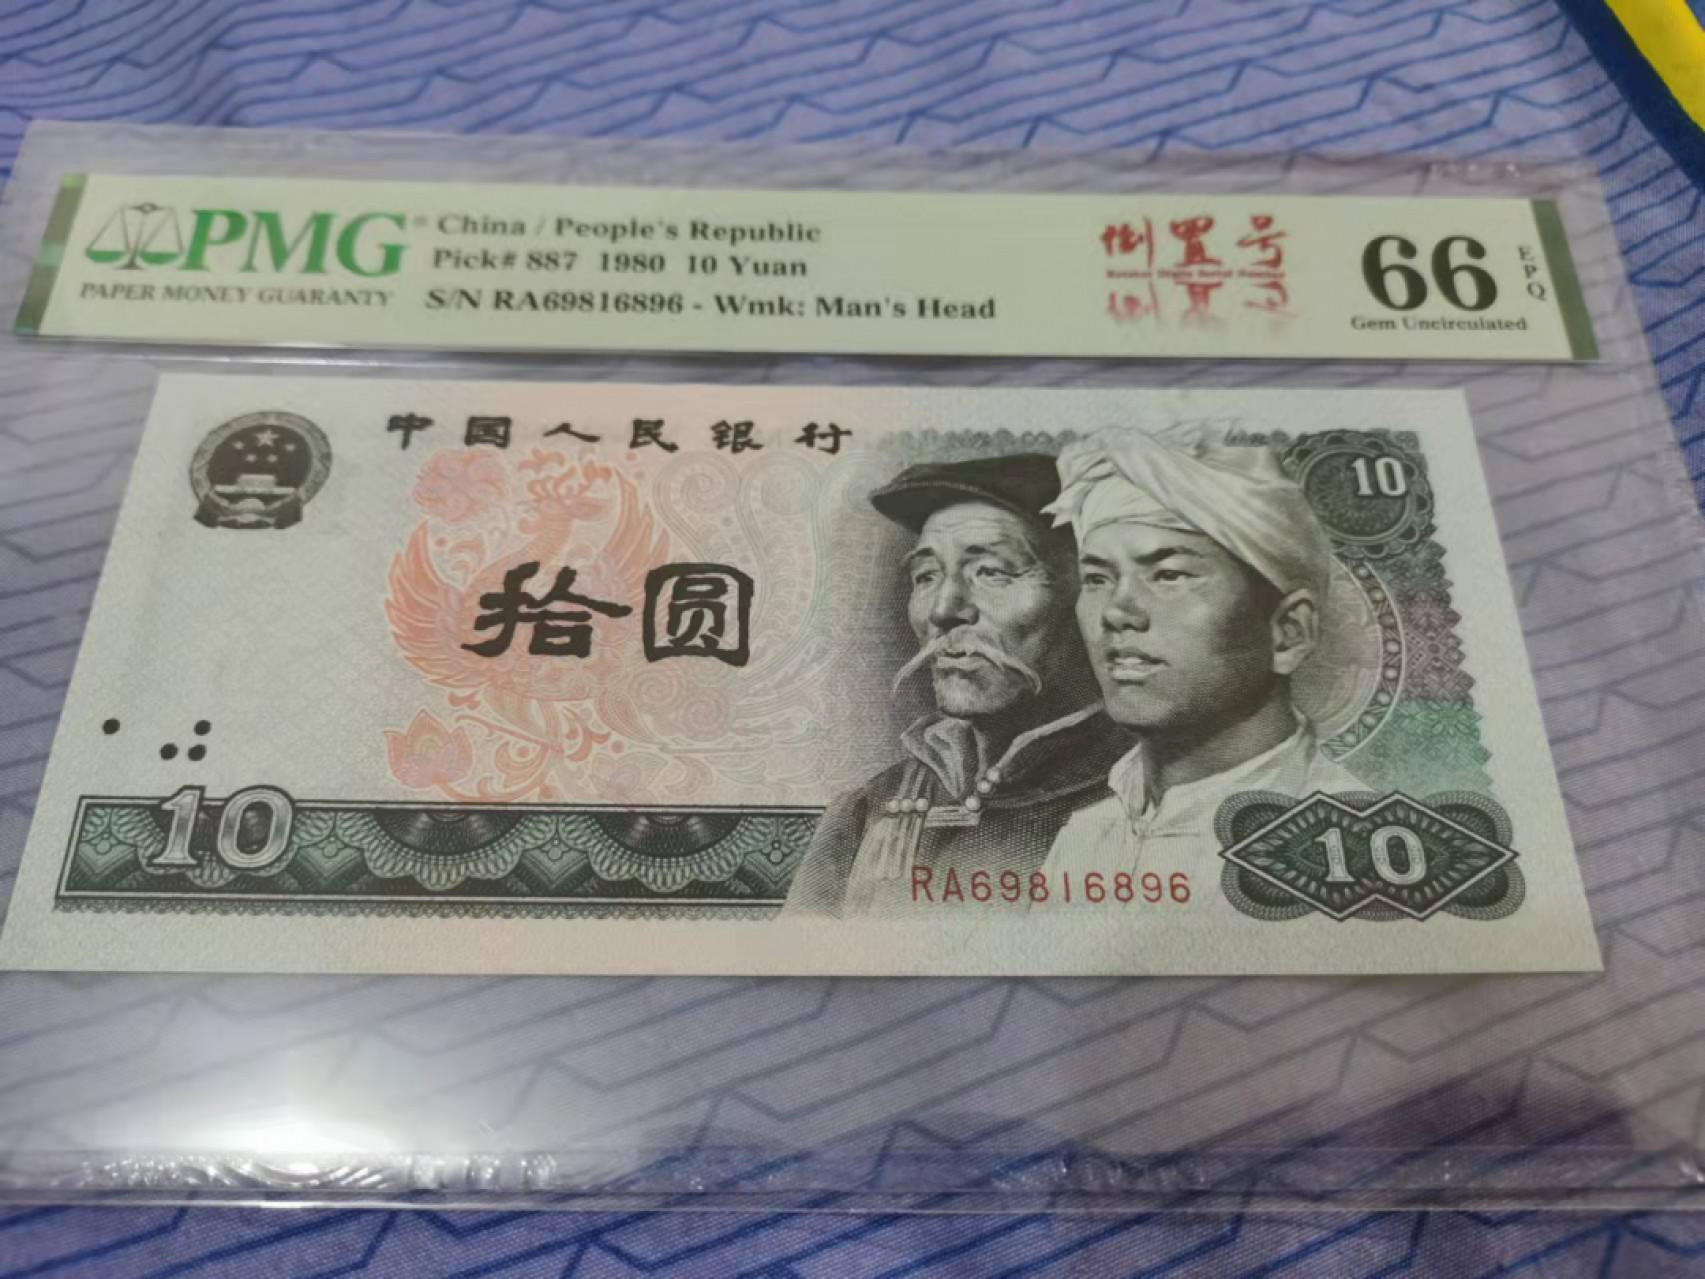 PMG®
PAPER MONEY GUARANTY
China / People's Republic
Pick# 887 1980 10 Yuan
S/N RA69816896 - Wmk: Man's Head
倒置号
66
EPQ
Gem Uncirculated
中国人民银行
10
拾圆
10
RA69816896
10